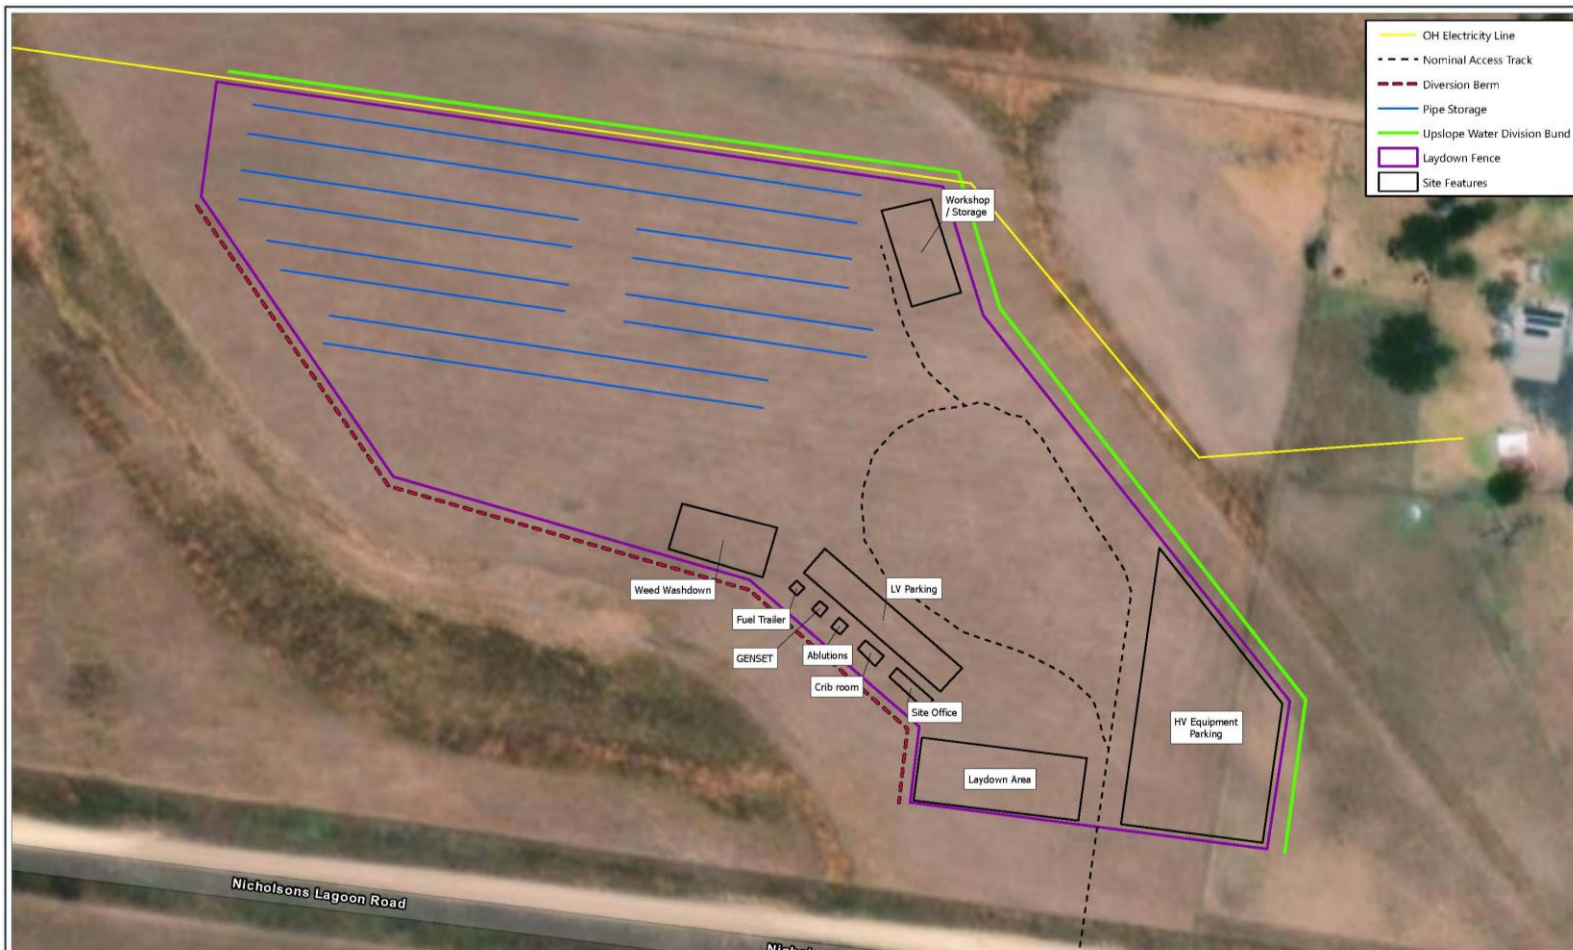 OH Electricity Line
Nominal Access Track
Diversion Berm
Pipe Storage
Upslope Water Division Bund
Laydown Fence
Site Features
Workshop
/ Storage
Weed Washdown
LV Parking
Fuel Trailer
GENSET
Ablutions
Crib room
Site Office
HV Equipment
Parking
Laydown Area
Nicholsons Lagoon Road